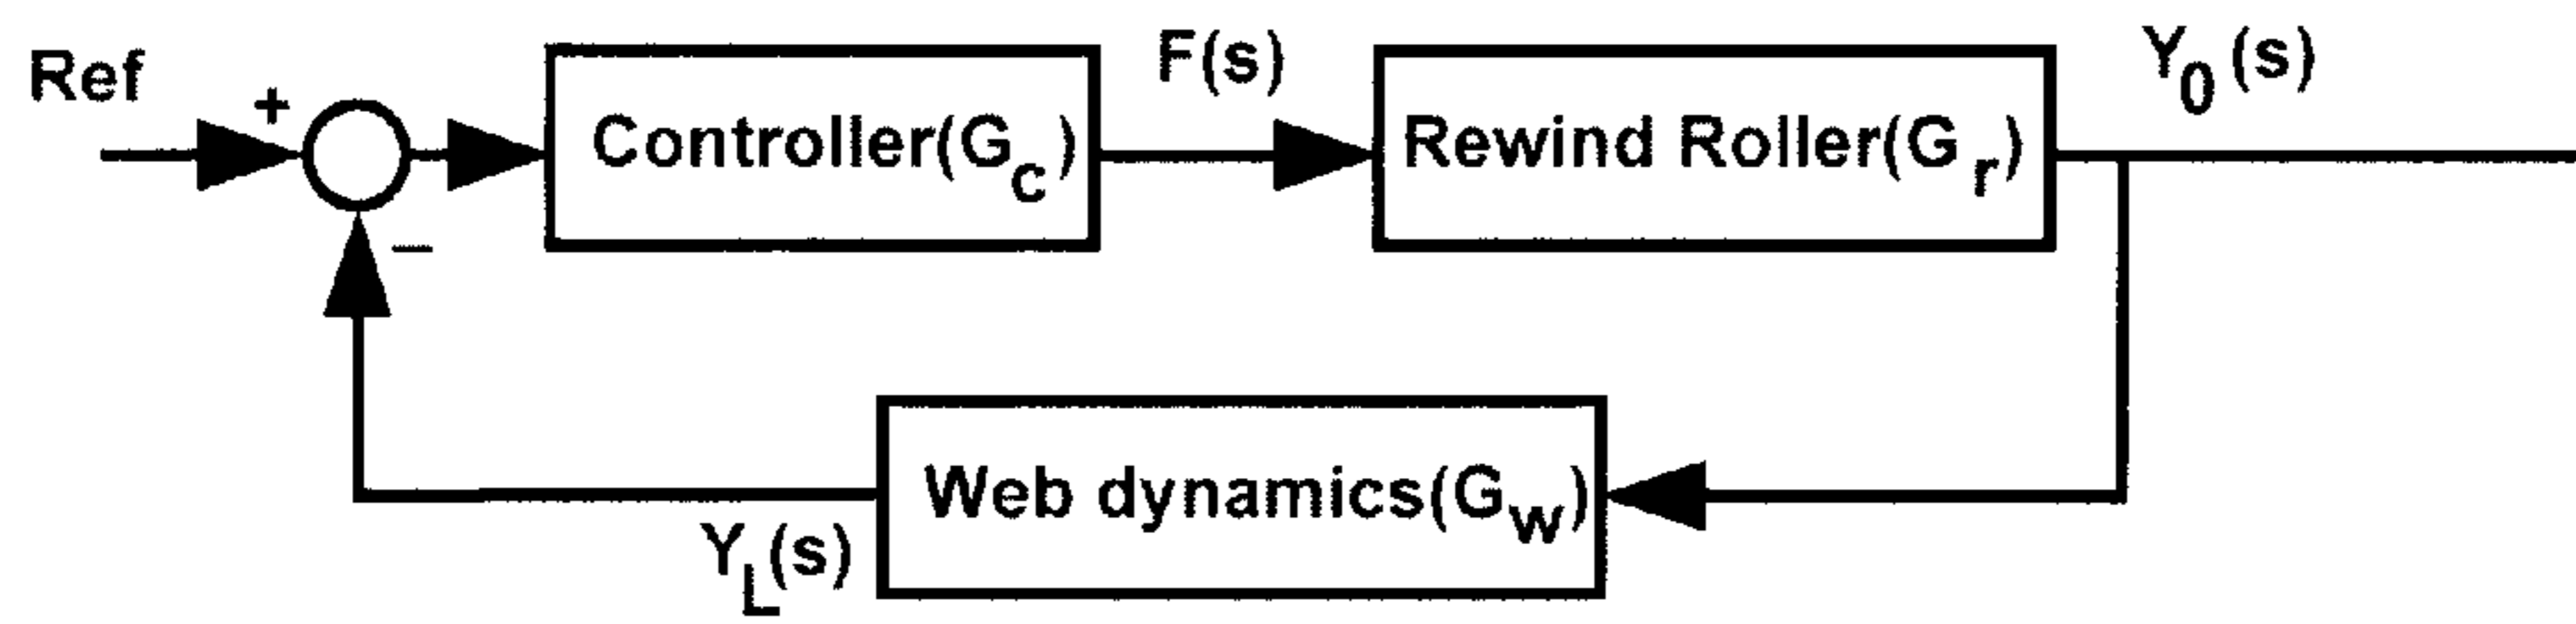 Ref
+
Controller(Gc)
F(s)
Rewind Roller(Gr)
Y0(s)
−
Web dynamics(Gw)
YL(s)